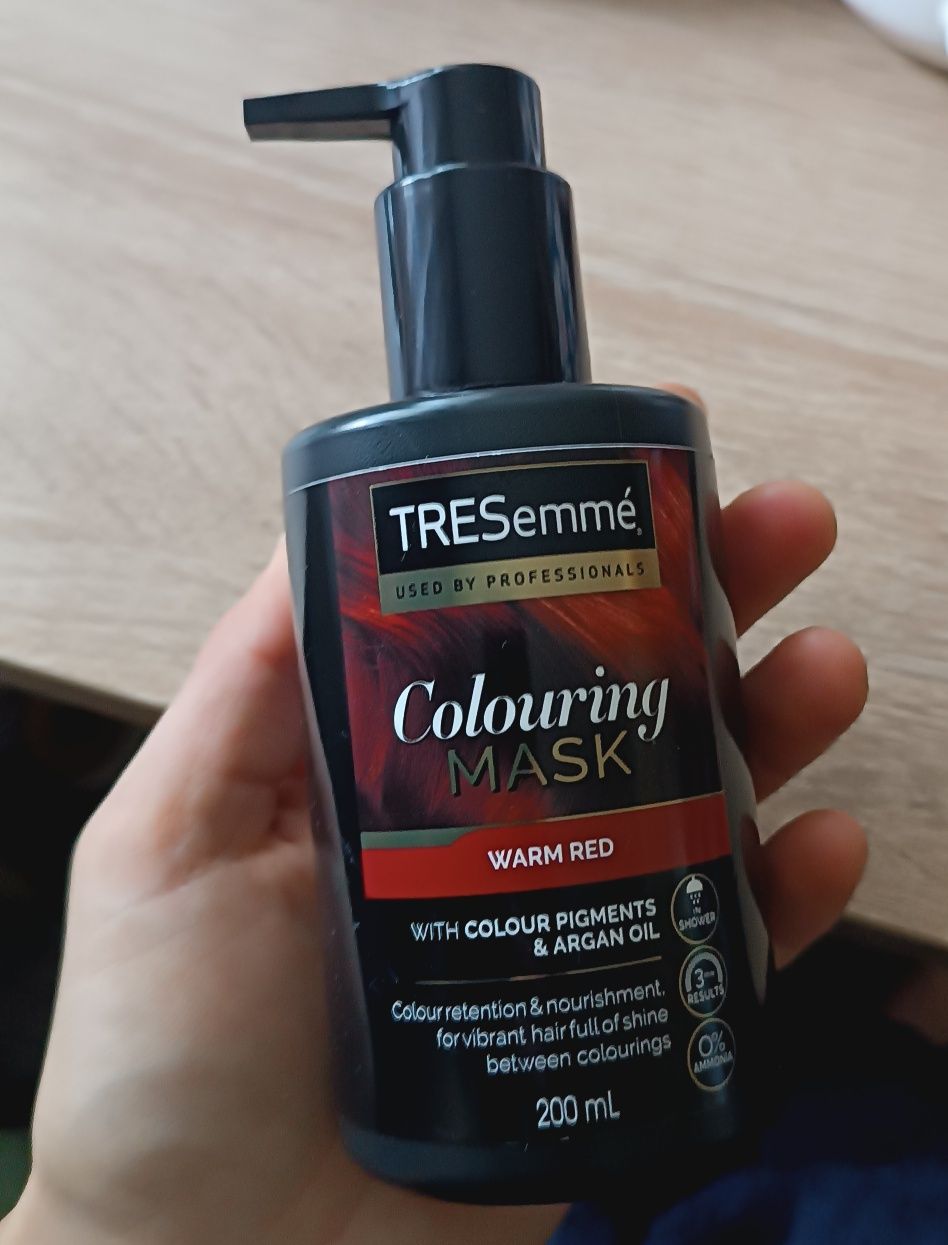 TRESemmé
USED BY PROFESSIONALS
Colouring
MASK
WARM RED
WITH COLOUR PIGMENTS
& ARGAN OIL
IN
SHOWER
3 MIN
RESULTS
0%
AMMONIA
Colour retention & nourishment,
for vibrant hair full of shine
between colourings
200 mL